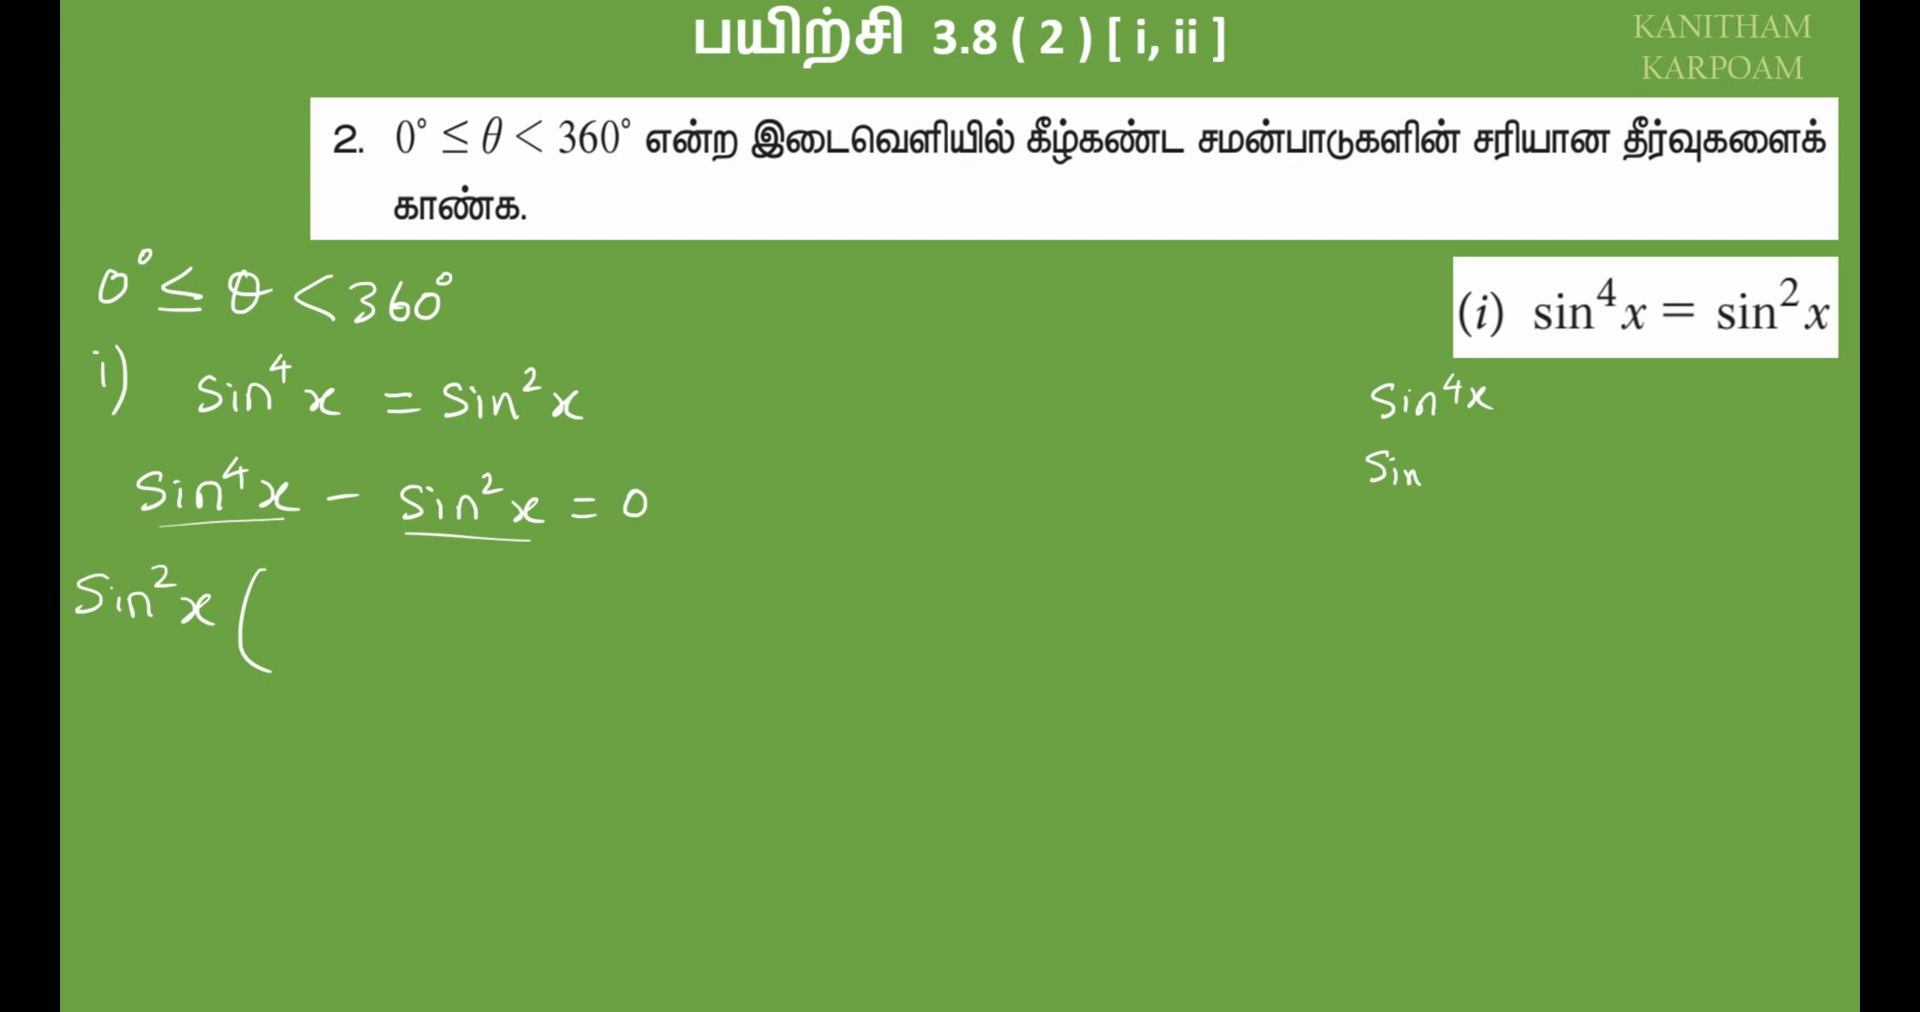 பயிற்சி 3.8 ( 2 ) [ i, ii ]
KANITHAM
KARPOAM
2. 0° ≤ θ < 360° என்ற இடைவெளியில் கீழ்கண்ட சமன்பாடுகளின் சரியான தீர்வுகளைக்
காண்க.
0° ≤ θ < 360°
(i) sin⁴x = sin²x
i) sin⁴x = sin²x
sin⁴x
sin⁴x − sin²x = 0
sin
sin²x (